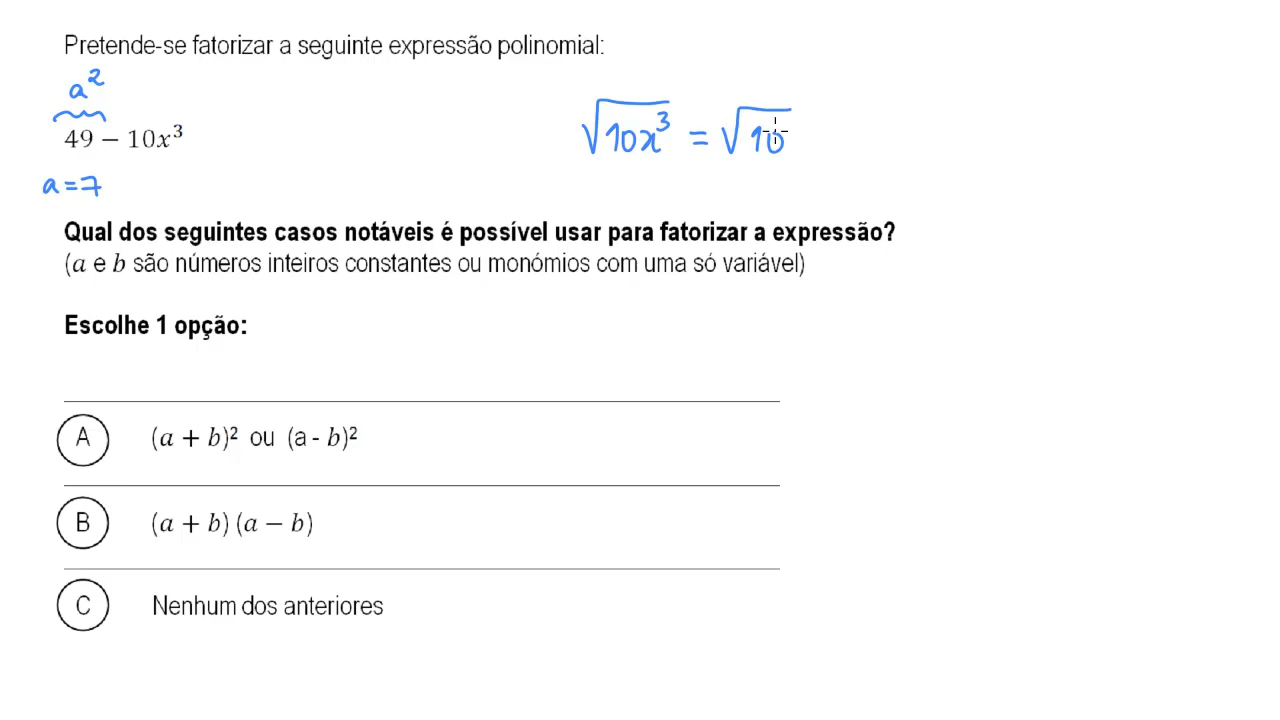 Pretende-se fatorizar a seguinte expressão polinomial:
a²
49 − 10x³
√10x³ = √10
a = 7
Qual dos seguintes casos notáveis é possível usar para fatorizar a expressão?
(a e b são números inteiros constantes ou monómios com uma só variável)
Escolhe 1 opção:
A (a + b)² ou (a - b)²
B (a + b) (a − b)
C Nenhum dos anteriores